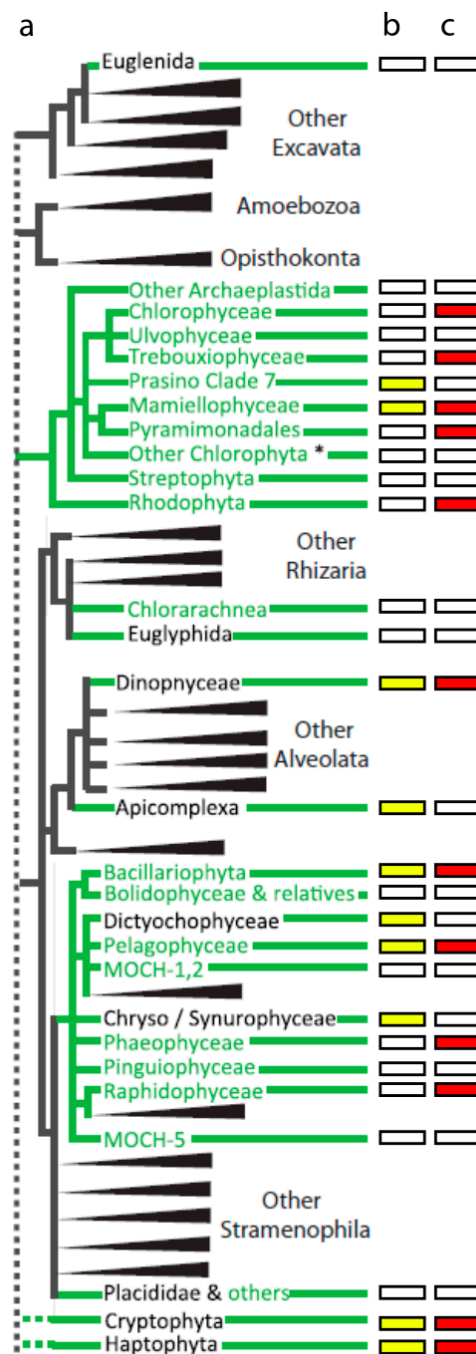 a b c
Euglenida
Other
Excavata
Amoebozoa
Opisthokonta
Other Archaeplastida
Chlorophyceae
Ulvophyceae
Trebouxiophyceae
Prasino Clade 7
Mamiellophyceae
Pyramimonadales
Other Chlorophyta *
Streptophyta
Rhodophyta
Other
Rhizaria
Chlorarachnea
Euglyphida
Dinophyceae
Other
Alveolata
Apicomplexa
Bacillariophyta
Bolidophyceae & relatives
Dictyochophyceae
Pelagophyceae
MOCH-1,2
Chryso / Synurophyceae
Phaeophyceae
Pinguiophyceae
Raphidophyceae
MOCH-5
Other
Stramenophila
Placididae & others
Cryptophyta
Haptophyta